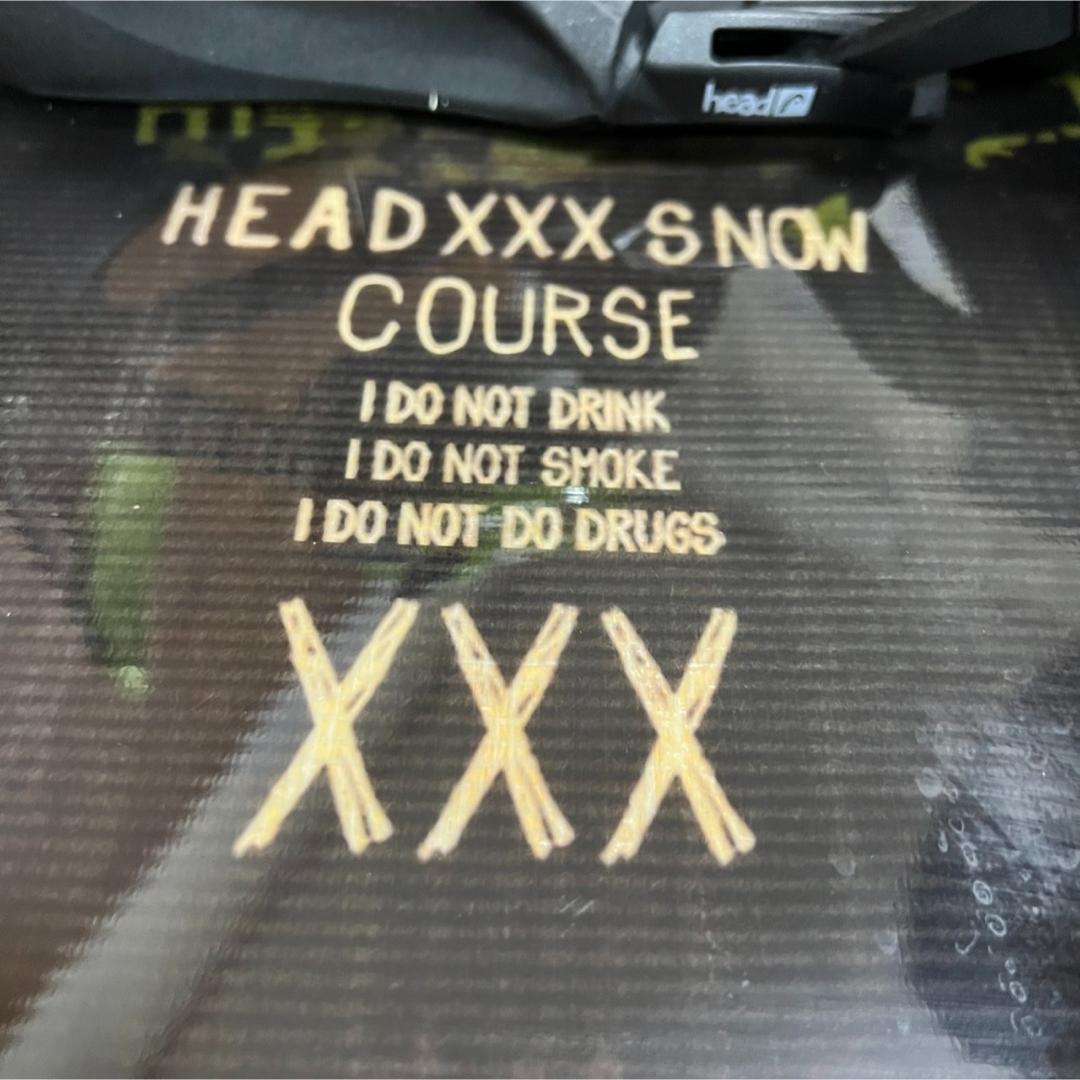 head
HEAD XXX SNOW
COURSE
I DO NOT DRINK
I DO NOT SMOKE
I DO NOT DO DRUGS
XXX